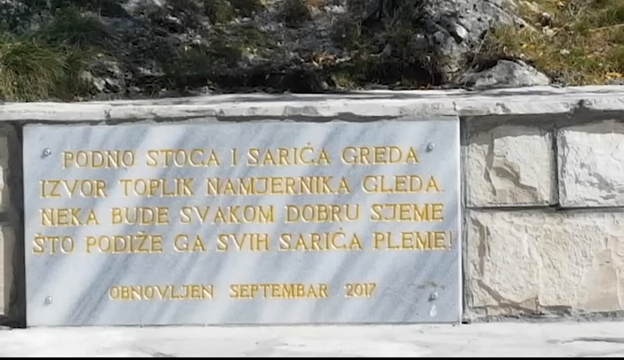 PODNO STOGA I SARIĆA GREDA
IZVOR TOPLIK NAMJERNIKA GLEDA.
NEKA BUDE SVAKOM DOBRU SJEME
ŠTO PODIŽE GA SVIH SARIĆA PLEME!
OBNOVLJEN SEPTEMBAR 2017